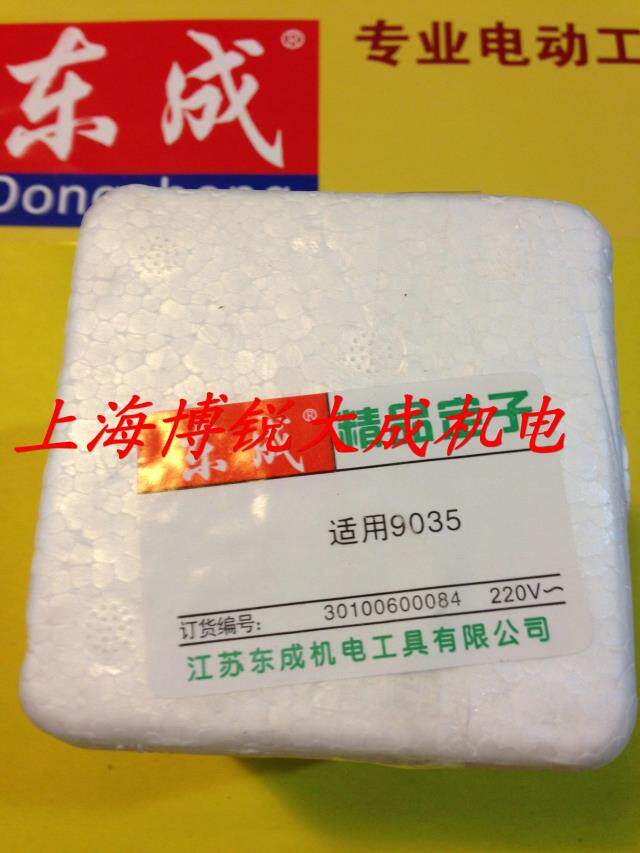 东成®
专业电动工
Dongcheng
上海博锐大成机电
东成®
精品定子
适用9035
订货编号: 30100600084 220V~
江苏东成机电工具有限公司